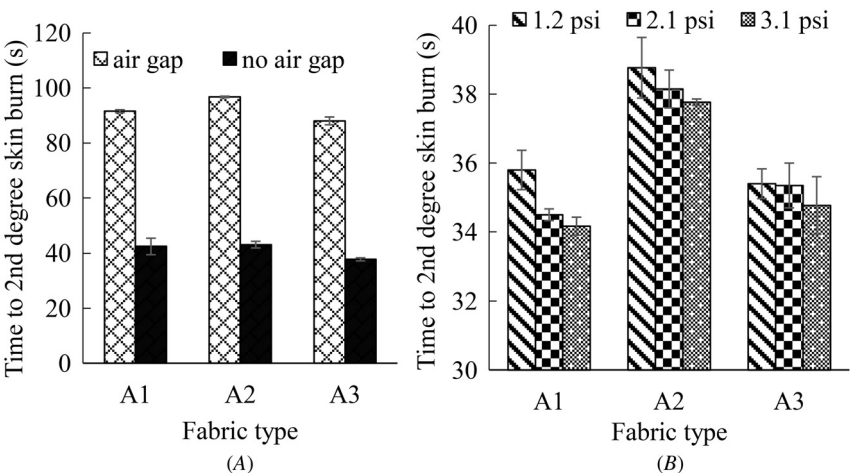 Time to 2nd degree skin burn (s)
120
100
80
60
40
20
0
air gap
no air gap
A1
A2
A3
Fabric type
(A)
Time to 2nd degree skin burn (s)
40
38
36
34
32
30
1.2 psi
2.1 psi
3.1 psi
A1
A2
A3
Fabric type
(B)